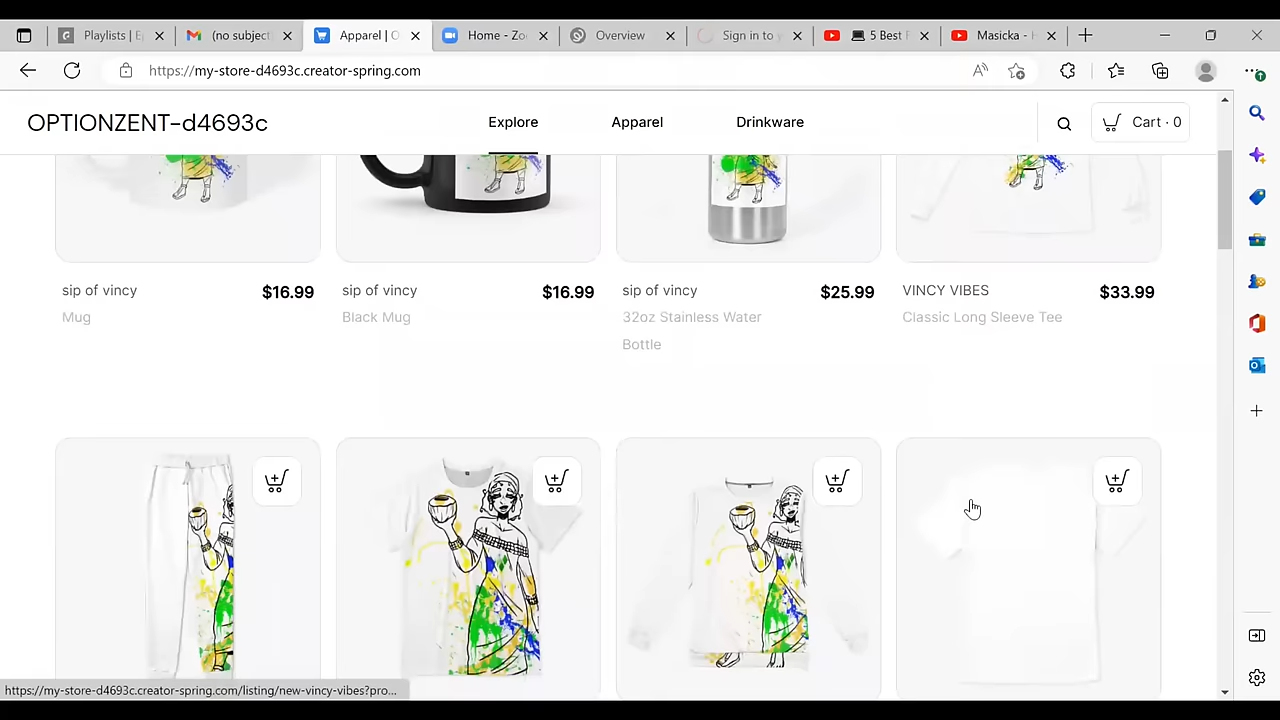 Playlists | E
(no subject
Apparel | O
Home - Zo
Overview
Sign in to y
5 Best F
Masicka - H
https://my-store-d4693c.creator-spring.com
OPTIONZENT-d4693c
Explore
Apparel
Drinkware
Cart · 0
sip of vincy $16.99
Mug
sip of vincy $16.99
Black Mug
sip of vincy $25.99
32oz Stainless Water
Bottle
VINCY VIBES $33.99
Classic Long Sleeve Tee
https://my-store-d4693c.creator-spring.com/listing/new-vincy-vibes?pro...